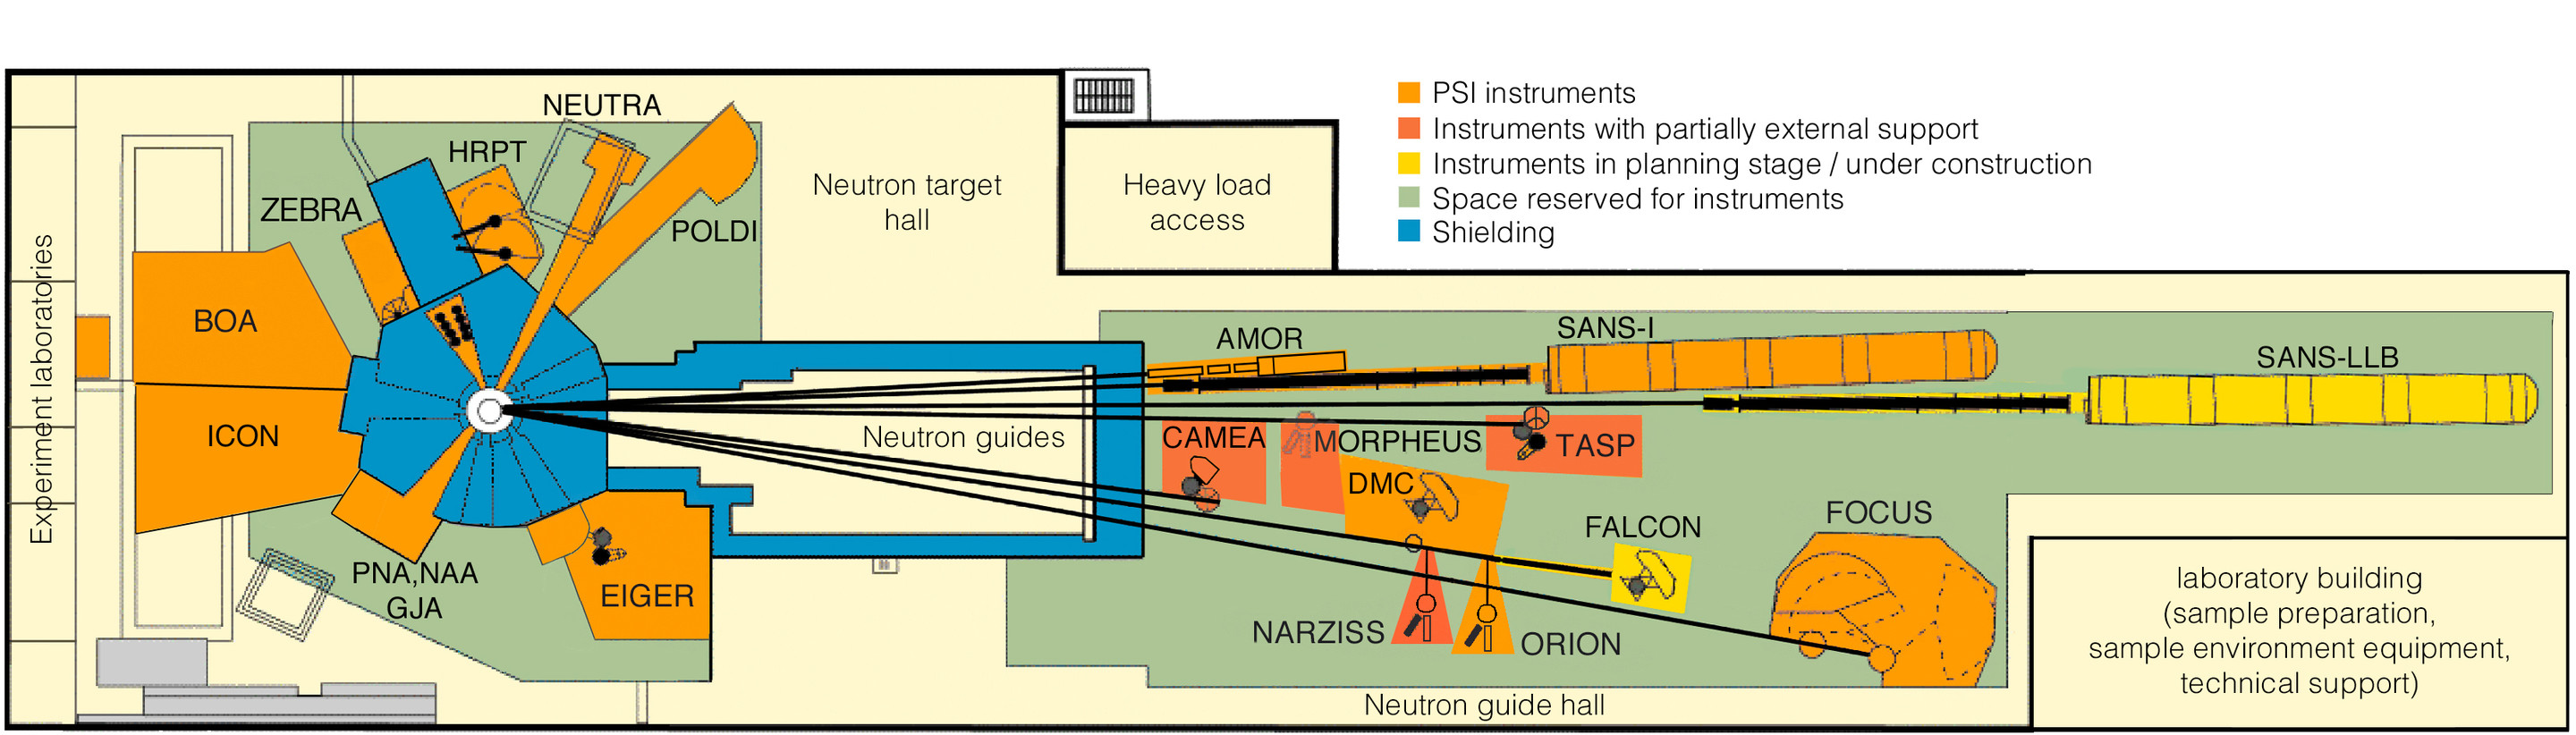 NEUTRA
HRPT
ZEBRA
POLDI
BOA
ICON
PNA,NAA
GJA
EIGER
Experiment laboratories
Neutron target
hall
Heavy load
access
PSI instruments
Instruments with partially external support
Instruments in planning stage / under construction
Space reserved for instruments
Shielding
Neutron guides
AMOR
SANS-I
SANS-LLB
CAMEA
MORPHEUS
TASP
DMC
FALCON
FOCUS
NARZISS
ORION
Neutron guide hall
laboratory building
(sample preparation,
sample environment equipment,
technical support)